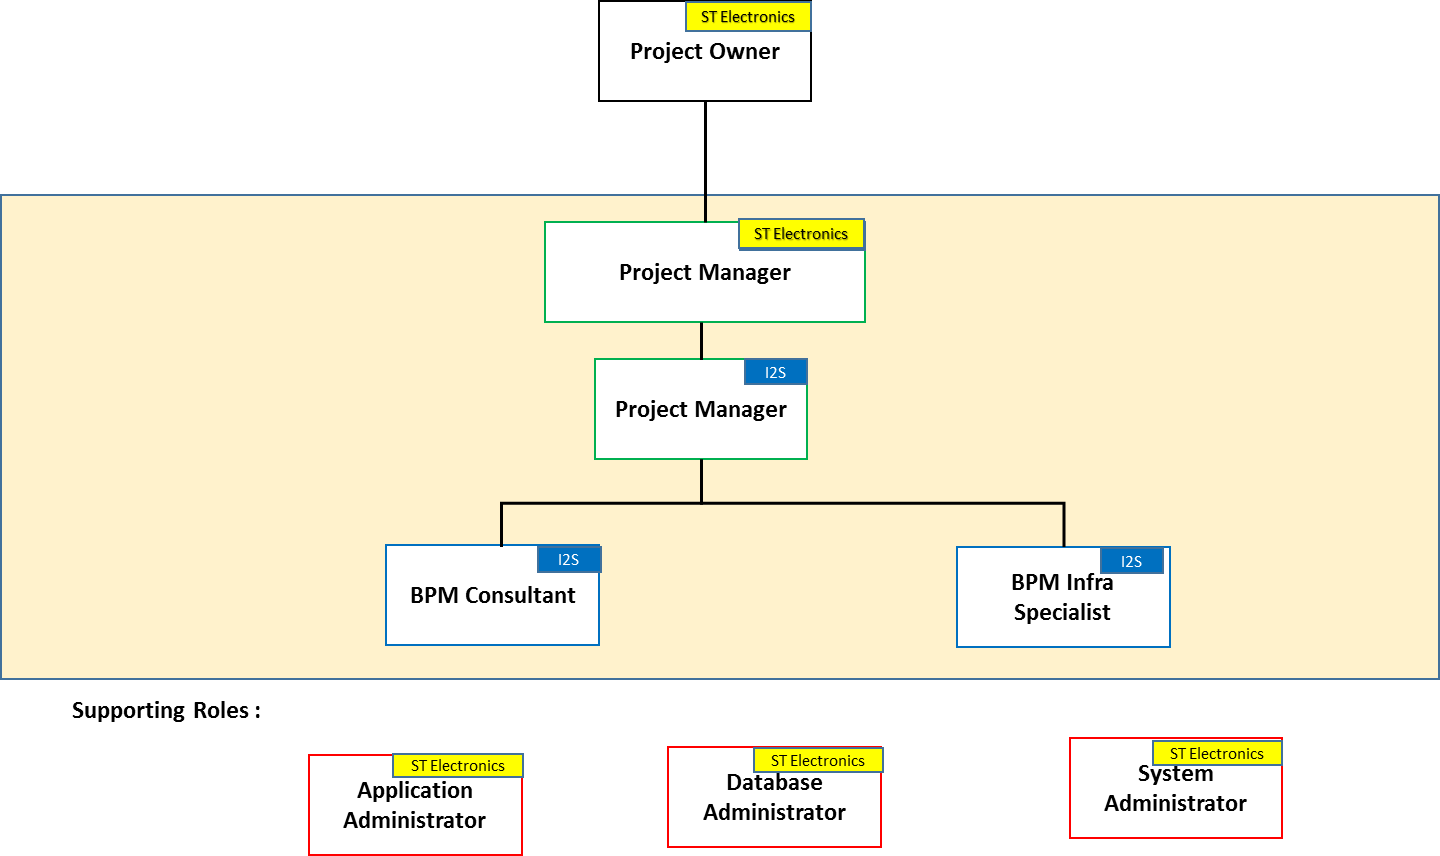 ST Electronics
Project Owner
ST Electronics
Project Manager
I2S
Project Manager
I2S
BPM Consultant
I2S
BPM Infra
Specialist
Supporting Roles :
ST Electronics
Application
Administrator
ST Electronics
Database
Administrator
ST Electronics
System
Administrator